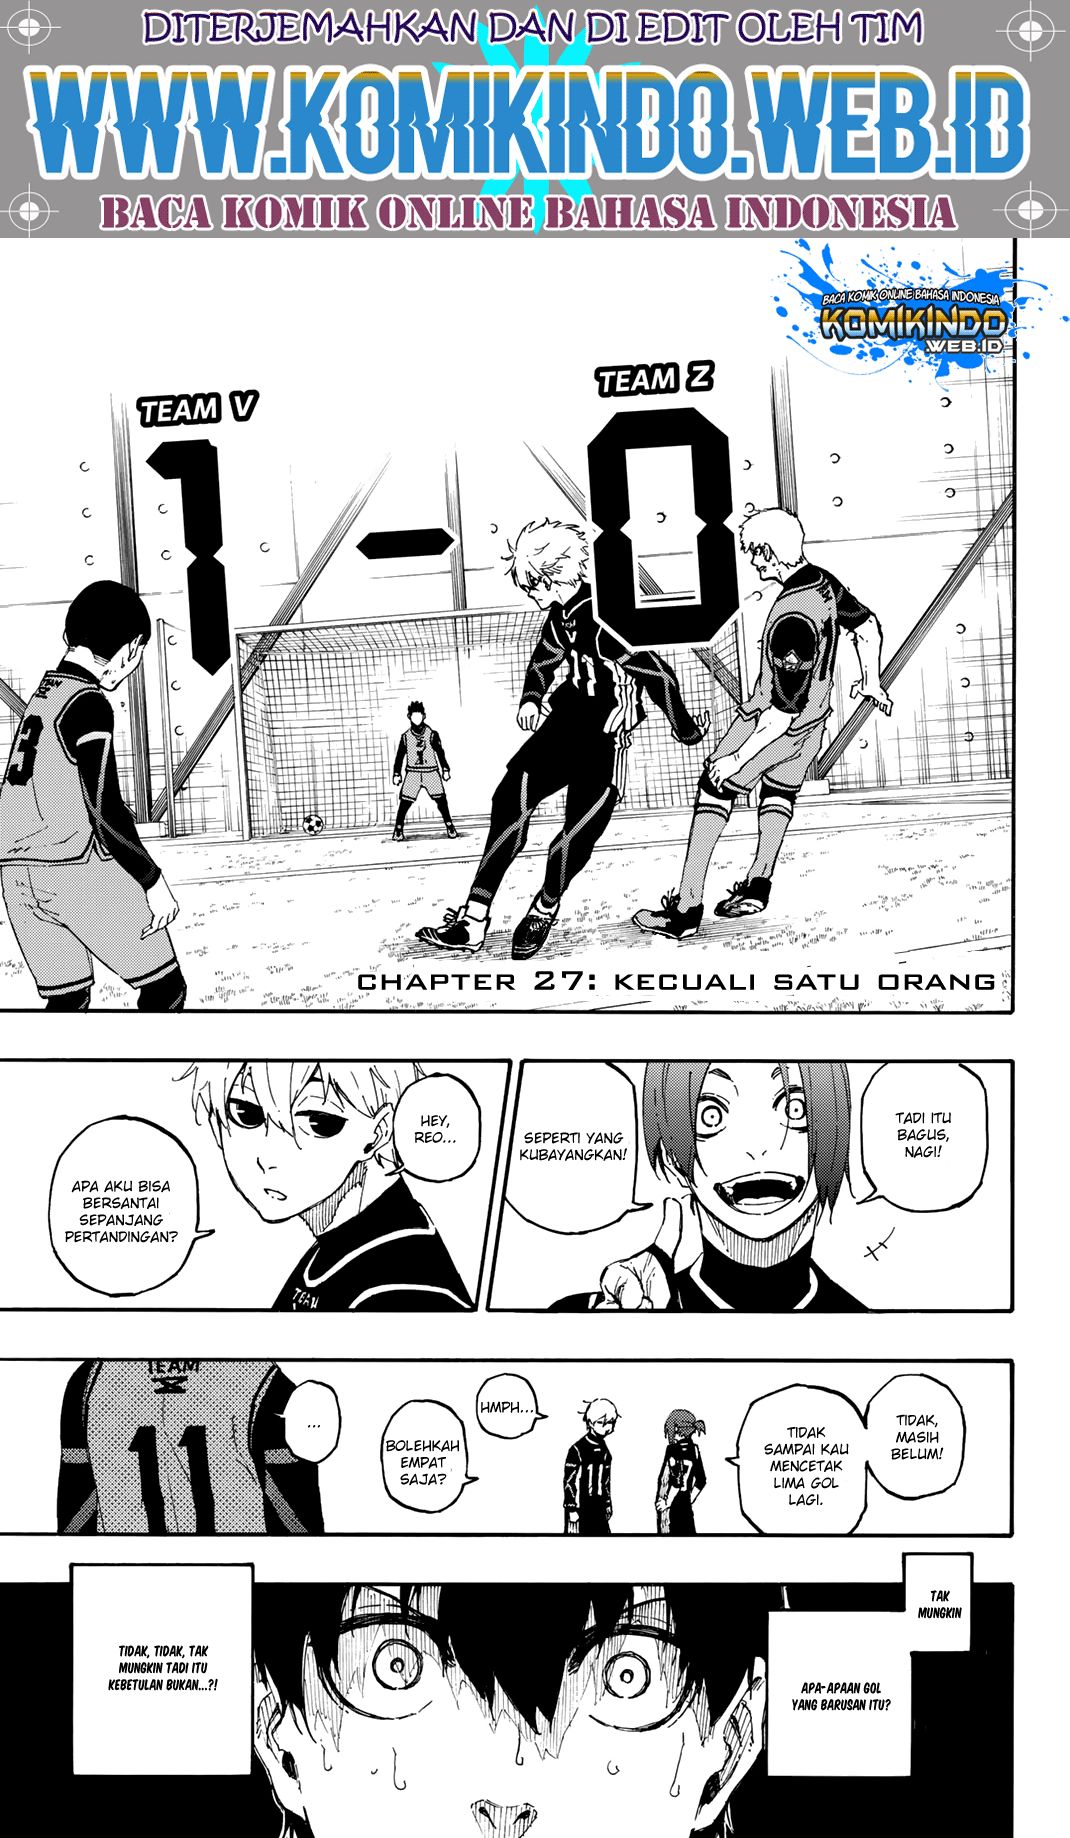 DITERJEMAHKAN DAN DI EDIT OLEH TIM
WWW.KOMIKINDO.WEB.ID
BACA KOMIK ONLINE BAHASA INDONESIA
BACA KOMIK ONLINE BAHASA INDONESIA
KOMIKINDO
WEB.ID
TEAM V
TEAM Z
1 - 0
3
11
CHAPTER 27: KECUALI SATU ORANG
TADI ITU
BAGUS,
NAGI!
SEPERTI YANG
KUBAYANGKAN!
HEY,
REO...
APA AKU BISA
BERSANTAI
SEPANJANG
PERTANDINGAN?
TEAM
TIDAK,
MASIH
BELUM!
TIDAK
SAMPAI KAU
MENCETAK
LIMA GOL
LAGI.
HMPH...
BOLEHKAH
EMPAT
SAJA?
11
...
TEAM
11
TAK
MUNGKIN
APA-APAAN GOL
YANG BARUSAN ITU?
TIDAK, TIDAK, TAK
MUNGKIN TADI ITU
KEBETULAN BUKAN...?!